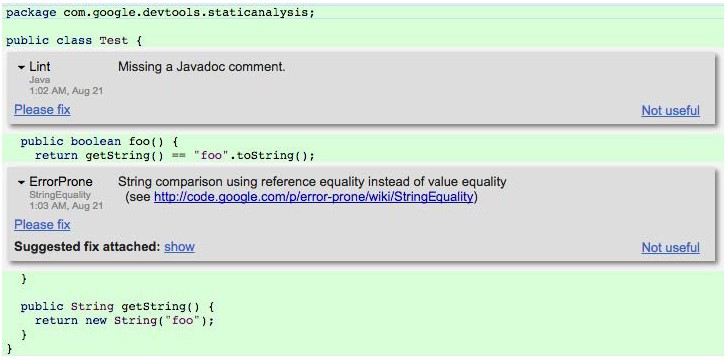 package com.google.devtools.staticanalysis;
public class Test {
Lint Missing a Javadoc comment.
Java
1:02 AM, Aug 21
Please fix Not useful
public boolean foo() {
return getString() == "foo".toString();
ErrorProne String comparison using reference equality instead of value equality
StringEquality (see http://code.google.com/p/error-prone/wiki/StringEquality)
1:03 AM, Aug 21
Please fix
Suggested fix attached: show Not useful
}
public String getString() {
return new String("foo");
}
}